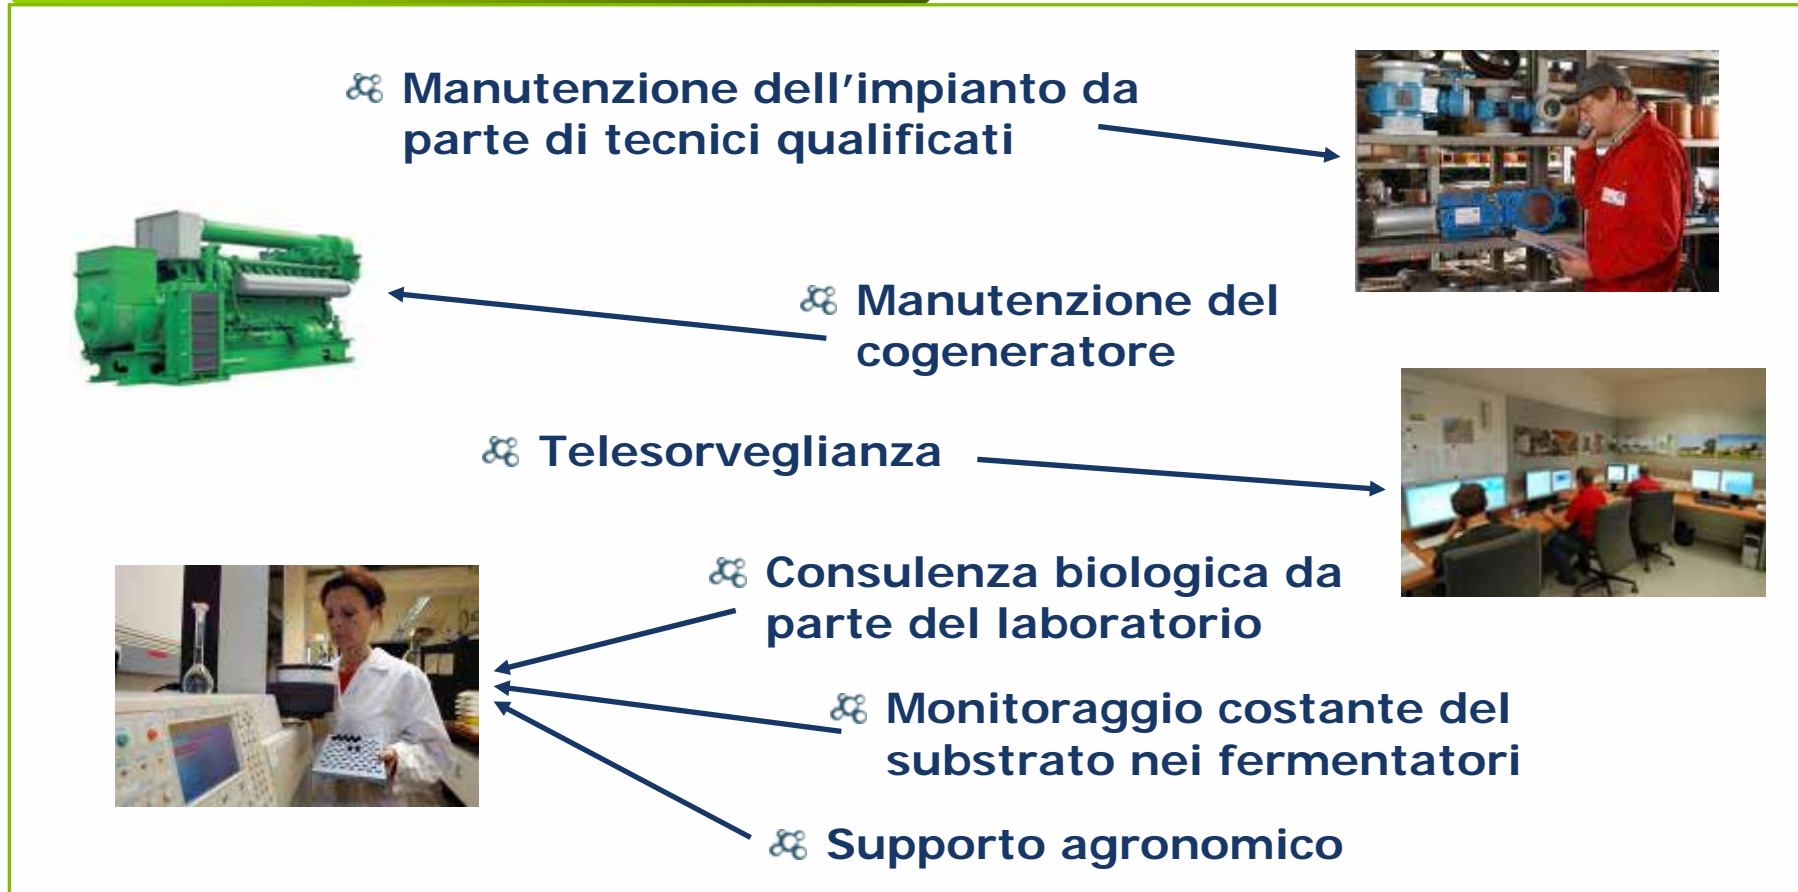 Manutenzione dell’impianto da
parte di tecnici qualificati
Manutenzione del
cogeneratore
Telesorveglianza
Consulenza biologica da
parte del laboratorio
Monitoraggio costante del
substrato nei fermentatori
Supporto agronomico